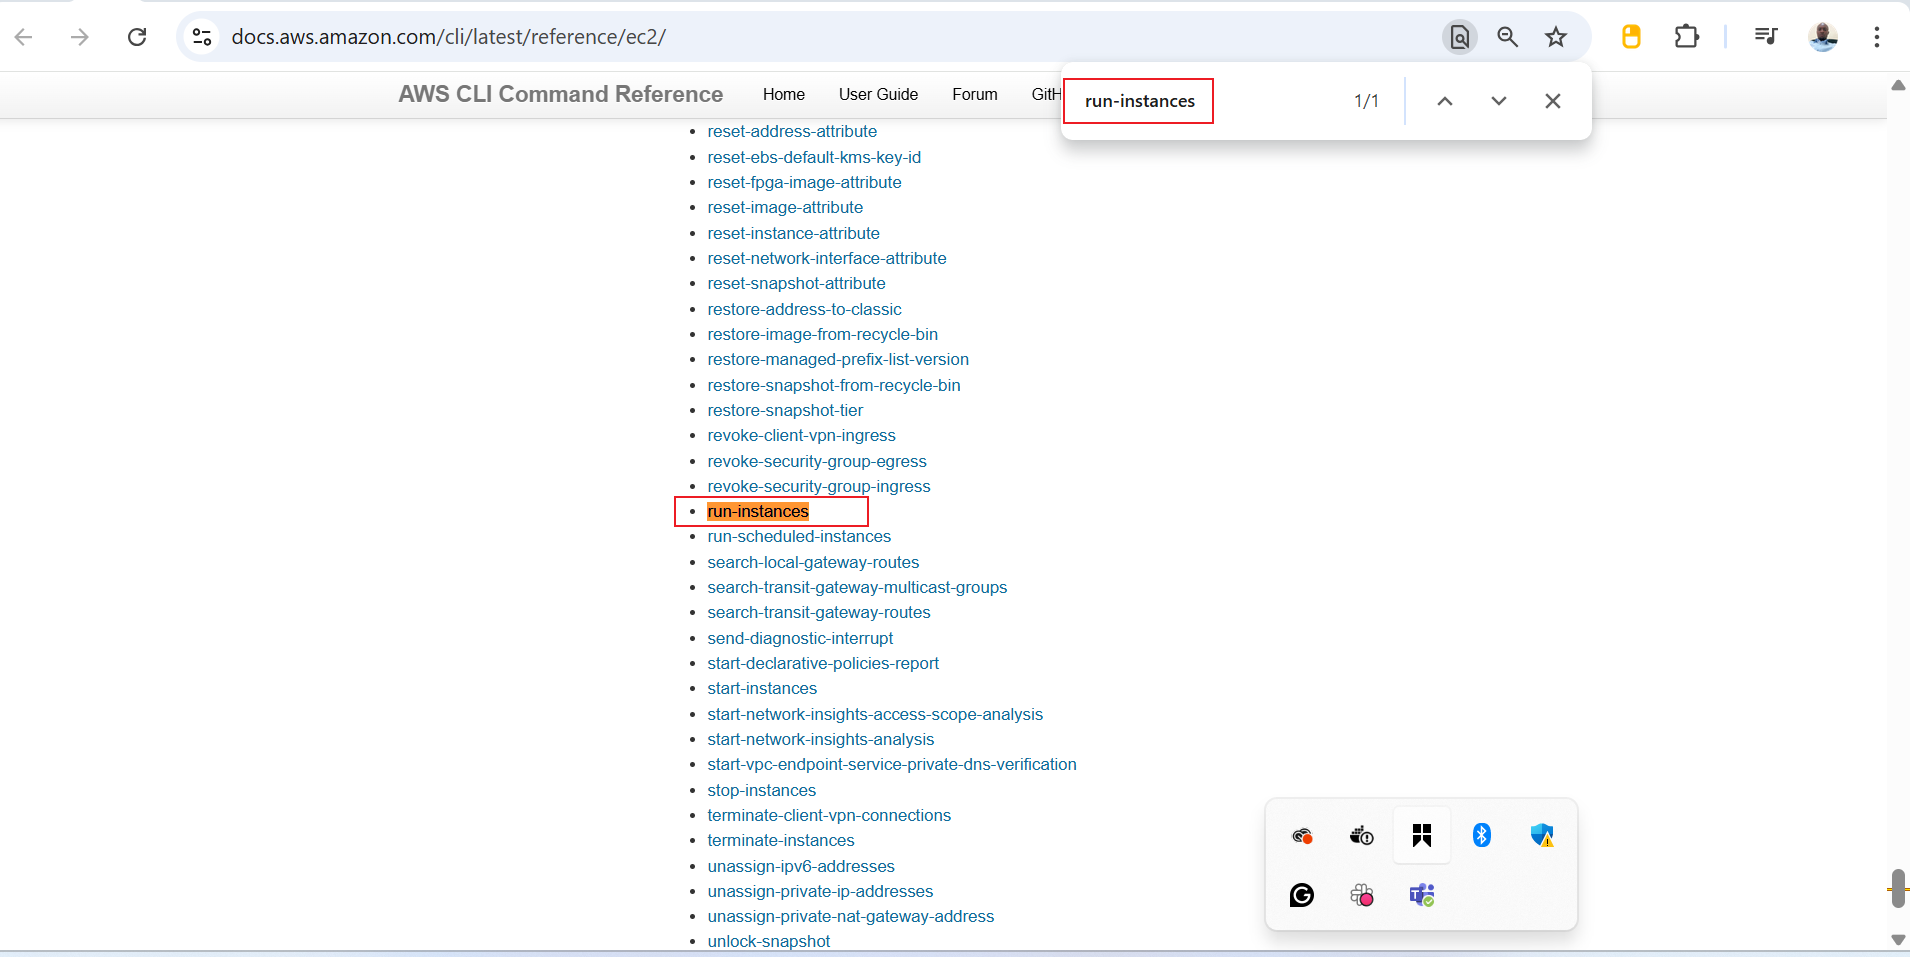 docs.aws.amazon.com/cli/latest/reference/ec2/
run-instances 1/1
AWS CLI Command Reference Home User Guide Forum GitH
reset-address-attribute
reset-ebs-default-kms-key-id
reset-fpga-image-attribute
reset-image-attribute
reset-instance-attribute
reset-network-interface-attribute
reset-snapshot-attribute
restore-address-to-classic
restore-image-from-recycle-bin
restore-managed-prefix-list-version
restore-snapshot-from-recycle-bin
restore-snapshot-tier
revoke-client-vpn-ingress
revoke-security-group-egress
revoke-security-group-ingress
run-instances
run-scheduled-instances
search-local-gateway-routes
search-transit-gateway-multicast-groups
search-transit-gateway-routes
send-diagnostic-interrupt
start-declarative-policies-report
start-instances
start-network-insights-access-scope-analysis
start-network-insights-analysis
start-vpc-endpoint-service-private-dns-verification
stop-instances
terminate-client-vpn-connections
terminate-instances
unassign-ipv6-addresses
unassign-private-ip-addresses
unassign-private-nat-gateway-address
unlock-snapshot